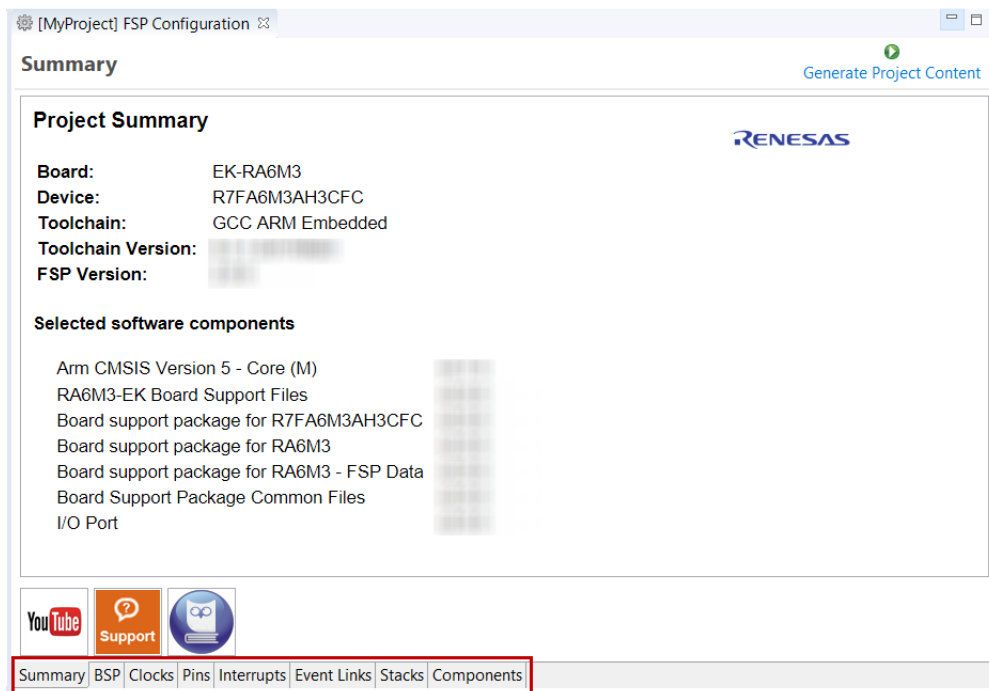 [MyProject] FSP Configuration
Summary
Generate Project Content
Project Summary
RENESAS
Board: EK-RA6M3
Device: R7FA6M3AH3CFC
Toolchain: GCC ARM Embedded
Toolchain Version:
FSP Version:
Selected software components
Arm CMSIS Version 5 - Core (M)
RA6M3-EK Board Support Files
Board support package for R7FA6M3AH3CFC
Board support package for RA6M3
Board support package for RA6M3 - FSP Data
Board Support Package Common Files
I/O Port
YouTube
Support
Summary BSP Clocks Pins Interrupts Event Links Stacks Components